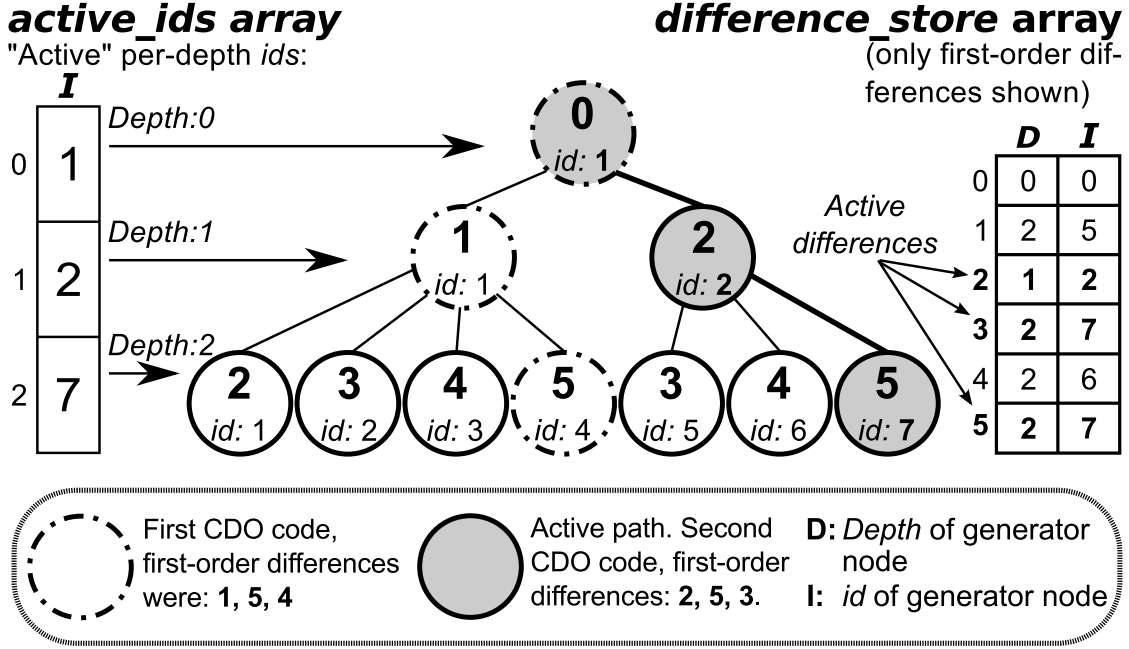 active_ids array
"Active" per-depth ids:
I
0 1
1 2
2 7
Depth:0
Depth:1
Depth:2
0
id: 1
1
id: 1
2
id: 2
2
id: 1
3
id: 2
4
id: 3
5
id: 4
3
id: 5
4
id: 6
5
id: 7
difference_store array
(only first-order dif-
ferences shown)
Active
differences
D I
0 0 0
1 2 5
2 1 2
3 2 7
4 2 6
5 2 7
First CDO code,
first-order differences
were: 1, 5, 4
Active path. Second
CDO code, first-order
differences: 2, 5, 3.
D: Depth of generator
node
I: id of generator node